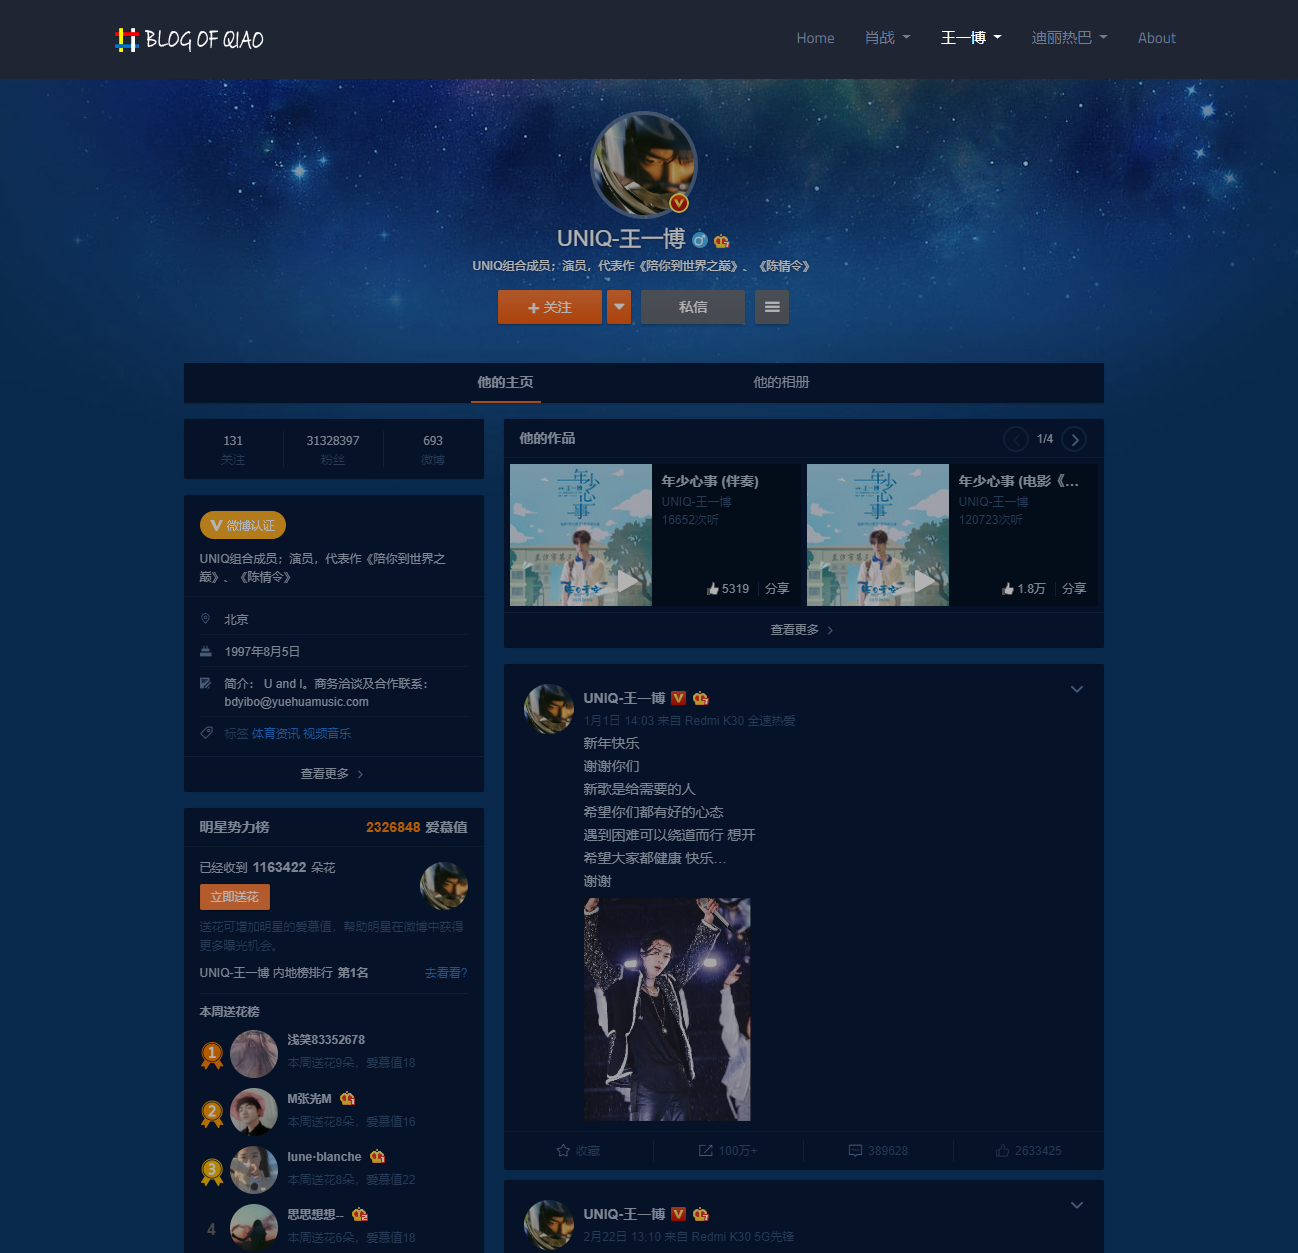 BLOG OF QIAO
Home 肖战 王一博 迪丽热巴 About
UNIQ-王一博
UNIQ组合成员；演员，代表作《陪你到世界之巅》、《陈情令》
+关注 私信
他的主页 他的相册
131 31328397 693
关注 粉丝 微博
V 微博认证
UNIQ组合成员；演员，代表作《陪你到世界之
巅》、《陈情令》
北京
1997年8月5日
简介： U and I。商务洽谈及合作联系：
bdyibo@yuehuamusic.com
标签 体育资讯 视频音乐
查看更多 >
明星势力榜 2326848 爱慕值
已经收到 1163422 朵花
立即送花
送花可增加明星的爱慕值，帮助明星在微博中获得
更多曝光机会。
UNIQ-王一博 内地榜排行 第1名 去看看?
本周送花榜
1 浅笑83352678
本周送花9朵，爱慕值18
2 M张光M
本周送花8朵，爱慕值16
3 lune-blanche
本周送花8朵，爱慕值22
4 思思想想--
本周送花6朵，爱慕值18
他的作品 1/4
年少心事
年少心事 (伴奏)
UNIQ-王一博
16652次听
5319 分享
年少心事
年少心事 (电影《...
UNIQ-王一博
120723次听
1.8万 分享
查看更多 >
UNIQ-王一博
1月1日 14:03 来自 Redmi K30 全速热爱
新年快乐
谢谢你们
新歌是给需要的人
希望你们都有好的心态
遇到困难可以绕道而行 想开
希望大家都健康 快乐...
谢谢
收藏 100万+ 389628 2633425
UNIQ-王一博
2月22日 13:10 来自 Redmi K30 5G先锋